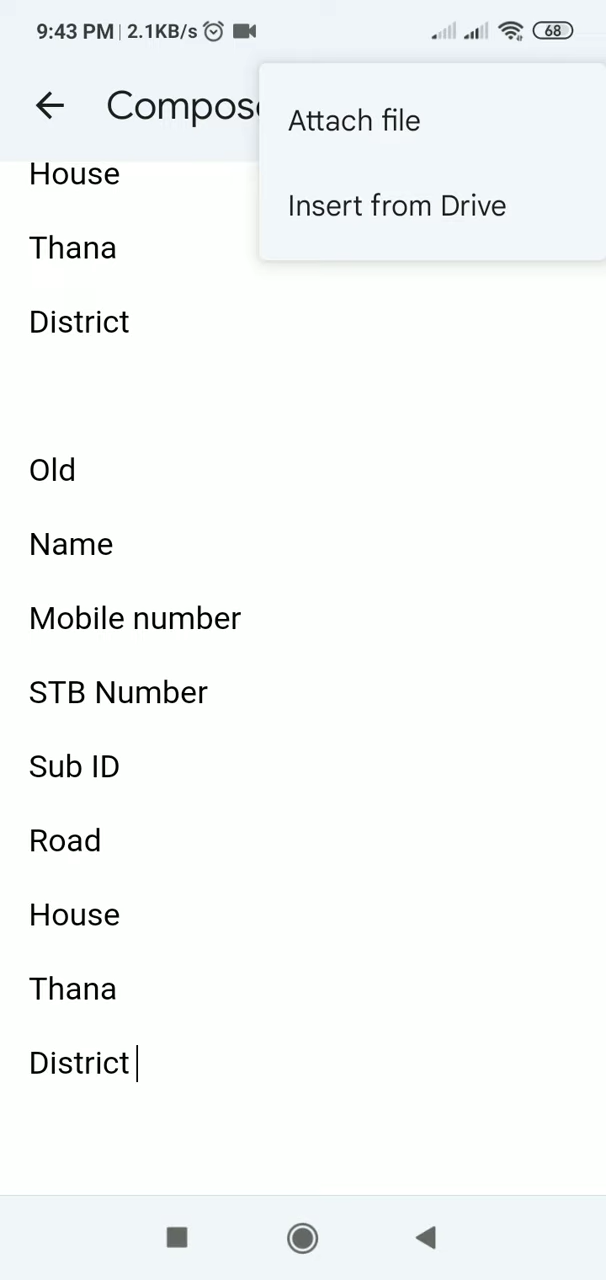 9:43 PM | 2.1KB/s 68
Compose
Attach file
Insert from Drive
House
Thana
District
Old
Name
Mobile number
STB Number
Sub ID
Road
House
Thana
District